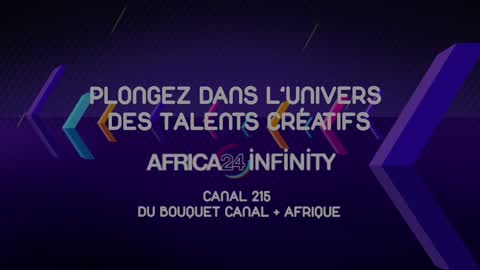 PLONGEZ DANS L'UNIVERS
DES TALENTS CRÉATIFS
AFRICA24 INFINITY
CANAL 215
DU BOUQUET CANAL + AFRIQUE